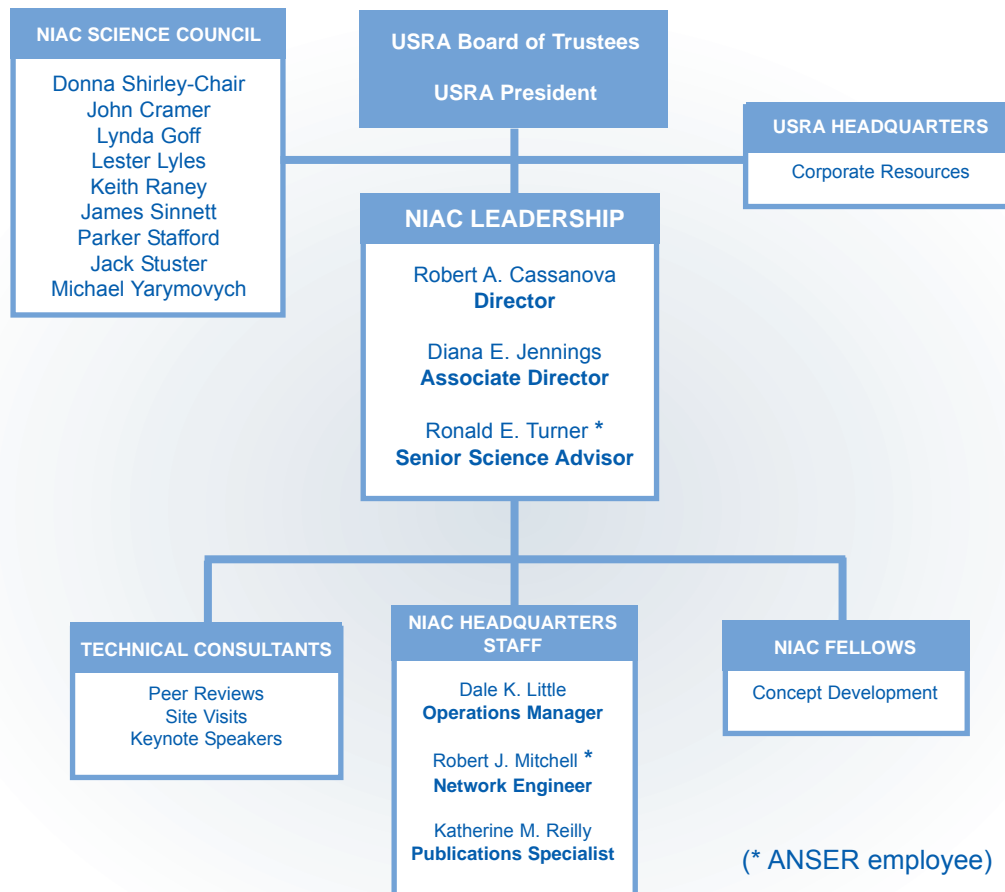 NIAC SCIENCE COUNCIL
Donna Shirley-Chair
John Cramer
Lynda Goff
Lester Lyles
Keith Raney
James Sinnett
Parker Stafford
Jack Stuster
Michael Yarymovych
USRA Board of Trustees
USRA President
USRA HEADQUARTERS
Corporate Resources
NIAC LEADERSHIP
Robert A. Cassanova
Director
Diana E. Jennings
Associate Director
Ronald E. Turner *
Senior Science Advisor
TECHNICAL CONSULTANTS
Peer Reviews
Site Visits
Keynote Speakers
NIAC HEADQUARTERS
STAFF
Dale K. Little
Operations Manager
Robert J. Mitchell *
Network Engineer
Katherine M. Reilly
Publications Specialist
NIAC FELLOWS
Concept Development
(* ANSER employee)